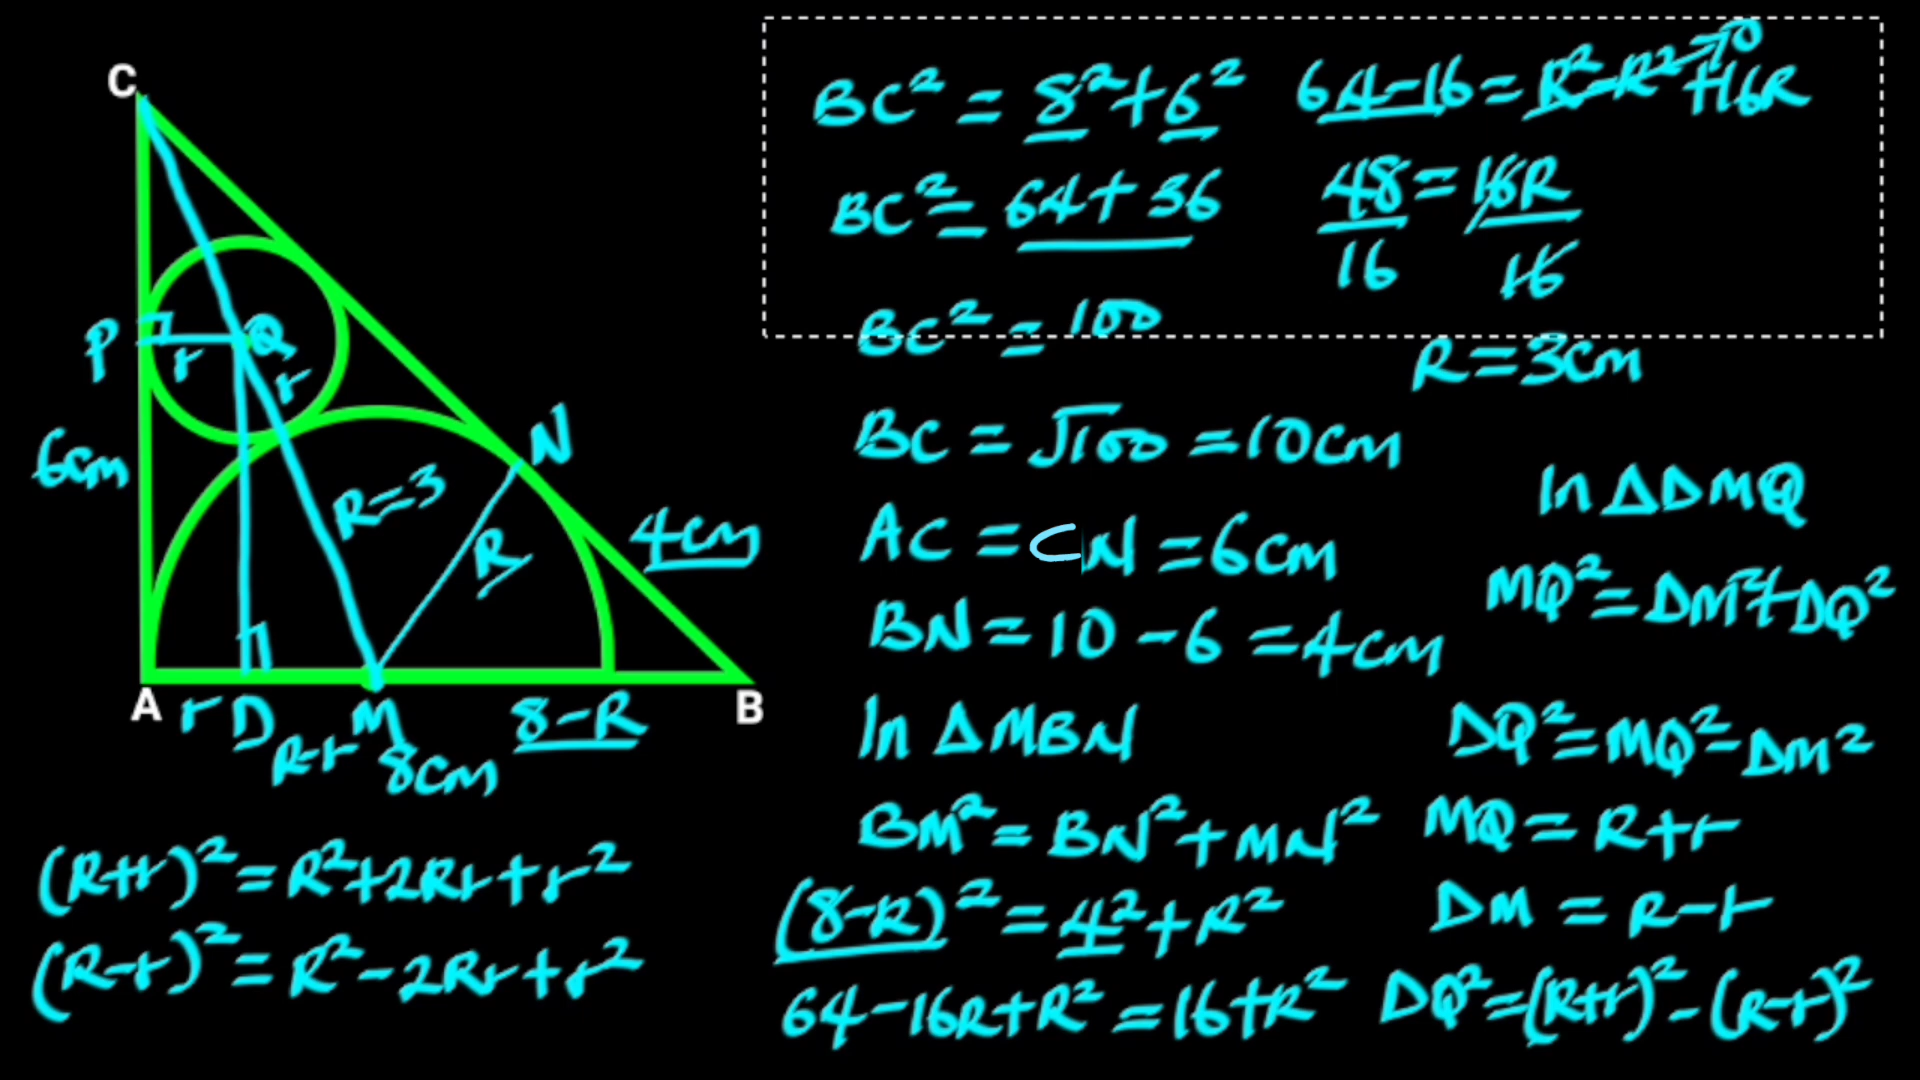 C
P
r
Q
r
6cm
R=3
N
R
4cm
A
r
D
R-r
M
8cm
8-R
B
(R+r)²=R²+2Rr+r²
(R-r)²=R²-2Rr+r²
BC²=8²+6²
BC²=64+36
BC²=100
BC=√100=10cm
AC=CN=6cm
BN=10-6=4cm
In ΔMBN
BM²=BN²+MN²
(8-R)²=4²+R²
64-16R+R²=16+R²
64-16=R²-R²+16R
0
48=16R
16 16
R=3cm
In ΔDMQ
MQ²=DM²+DQ²
DQ²=MQ²-DM²
MQ=R+r
DM=R-r
DQ²=(R+r)²-(R-r)²